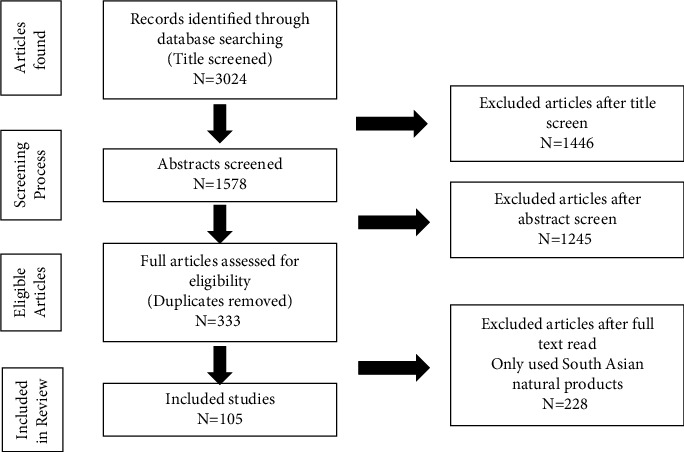 Articles
found
Records identified through
database searching
(Title screened)
N=3024
Excluded articles after title
screen
N=1446
Screening
Process
Abstracts screened
N=1578
Excluded articles after
abstract screen
N=1245
Eligible
Articles
Full articles assessed for
eligibility
(Duplicates removed)
N=333
Excluded articles after full
text read
Only used South Asian
natural products
N=228
Included
in Review
Included studies
N=105